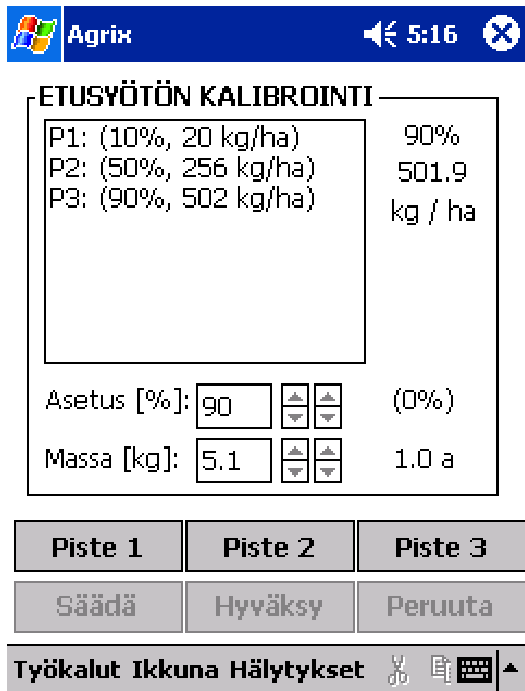 Agrix 5:16
ETUSYÖTÖN KALIBROINTI
P1: (10%, 20 kg/ha)
P2: (50%, 256 kg/ha)
P3: (90%, 502 kg/ha)
90%
501.9
kg / ha
Asetus [%]: 90 (0%)
Massa [kg]: 5.1 1.0 a
Piste 1 Piste 2 Piste 3
Säädä Hyväksy Peruuta
Työkalut Ikkuna Hälytykset